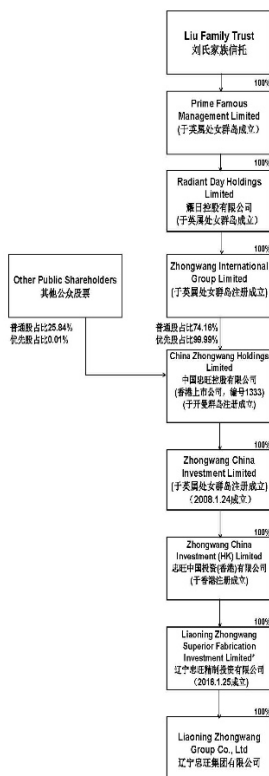 Liu Family Trust
刘氏家族信托
100%
Prime Famous
Management Limited
(于英属处女群岛成立)
100%
Radiant Day Holdings
Limited
耀日控股有限公司
(于英属处女群岛成立)
100%
Zhongwang International
Group Limited
(于英属处女群岛注册成立)
Other Public Shareholders
其他公众股票
普通股占比25.84%
优先股占比0.01%
普通股占比74.16%
优先股占比99.99%
China Zhongwang Holdings
Limited
中国忠旺控股有限公司
(香港上市公司，编号1333)
(于开曼群岛注册成立)
100%
Zhongwang China
Investment Limited
(于英属处女群岛注册成立)
(2008.1.24成立)
100%
Zhongwang China
Investment (HK) Limited
忠旺中国投资(香港)有限公司
(于香港注册成立)
100%
Liaoning Zhongwang
Superior Fabrication
Investment Limited*
辽宁忠旺精制投资有限公司
(2016.1.25成立)
100%
Liaoning Zhongwang
Group Co., Ltd
辽宁忠旺集团有限公司